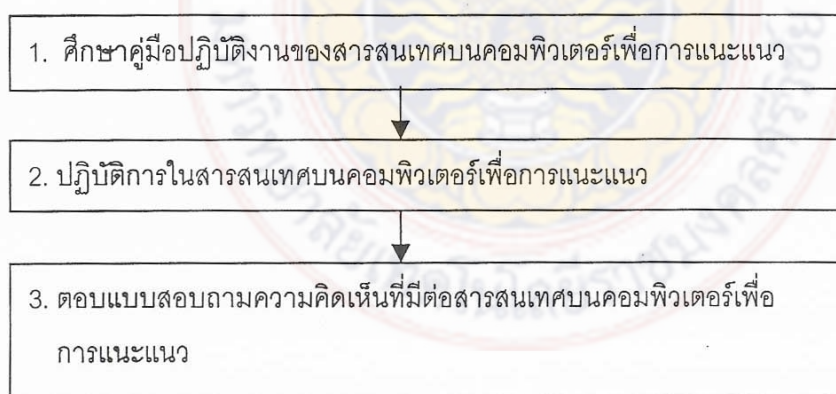 1. ศึกษาคู่มือปฏิบัติงานของสารสนเทศบนคอมพิวเตอร์เพื่อการแนะแนว
2. ปฏิบัติการในสารสนเทศบนคอมพิวเตอร์เพื่อการแนะแนว
3. ตอบแบบสอบถามความคิดเห็นที่มีต่อสารสนเทศบนคอมพิวเตอร์เพื่อ
การแนะแนว